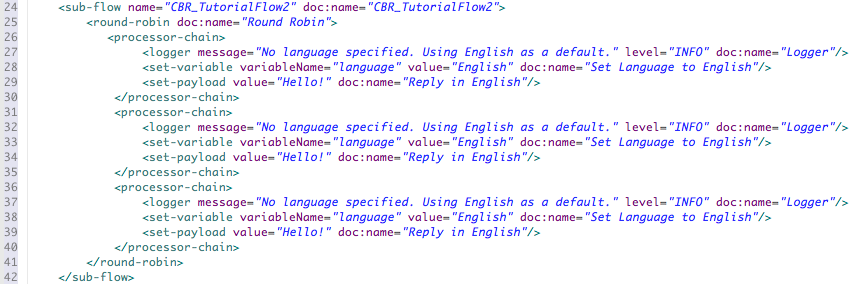 24 <sub-flow name="CBR_TutorialFlow2" doc:name="CBR_TutorialFlow2">
25 <round-robin doc:name="Round Robin">
26 <processor-chain>
27 <logger message="No language specified. Using English as a default." level="INFO" doc:name="Logger"/>
28 <set-variable variableName="language" value="English" doc:name="Set Language to English"/>
29 <set-payload value="Hello!" doc:name="Reply in English"/>
30 </processor-chain>
31 <processor-chain>
32 <logger message="No language specified. Using English as a default." level="INFO" doc:name="Logger"/>
33 <set-variable variableName="language" value="English" doc:name="Set Language to English"/>
34 <set-payload value="Hello!" doc:name="Reply in English"/>
35 </processor-chain>
36 <processor-chain>
37 <logger message="No language specified. Using English as a default." level="INFO" doc:name="Logger"/>
38 <set-variable variableName="language" value="English" doc:name="Set Language to English"/>
39 <set-payload value="Hello!" doc:name="Reply in English"/>
40 </processor-chain>
41 </round-robin>
42 </sub-flow>